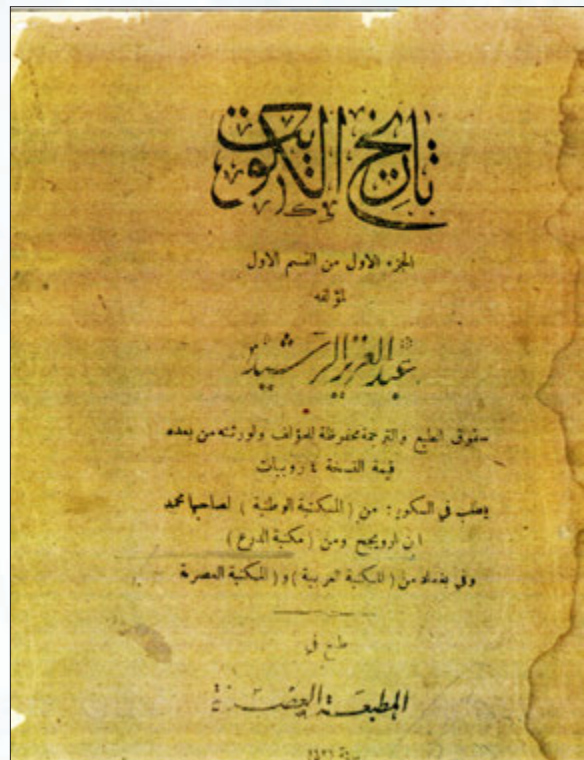 تاريخ الكويت
الجزء الاول من القسم الاول
لمؤلفه
عبد العزيز الرشيد
حقوق الطبع والترجمة محفوظة للمؤلف ولورثته من بعده
قيمة النسخة ٤ روبيات
يطلب في الكويت: من (المكتبة الوطنية) لصاحبها محمد
ابن الرويجح ومن (مكتبة الدرع)
وفي بغداد من (المكتبة العربية) و (المكتبة العصرية)
طبع في
المطبعة العصرية
سنة